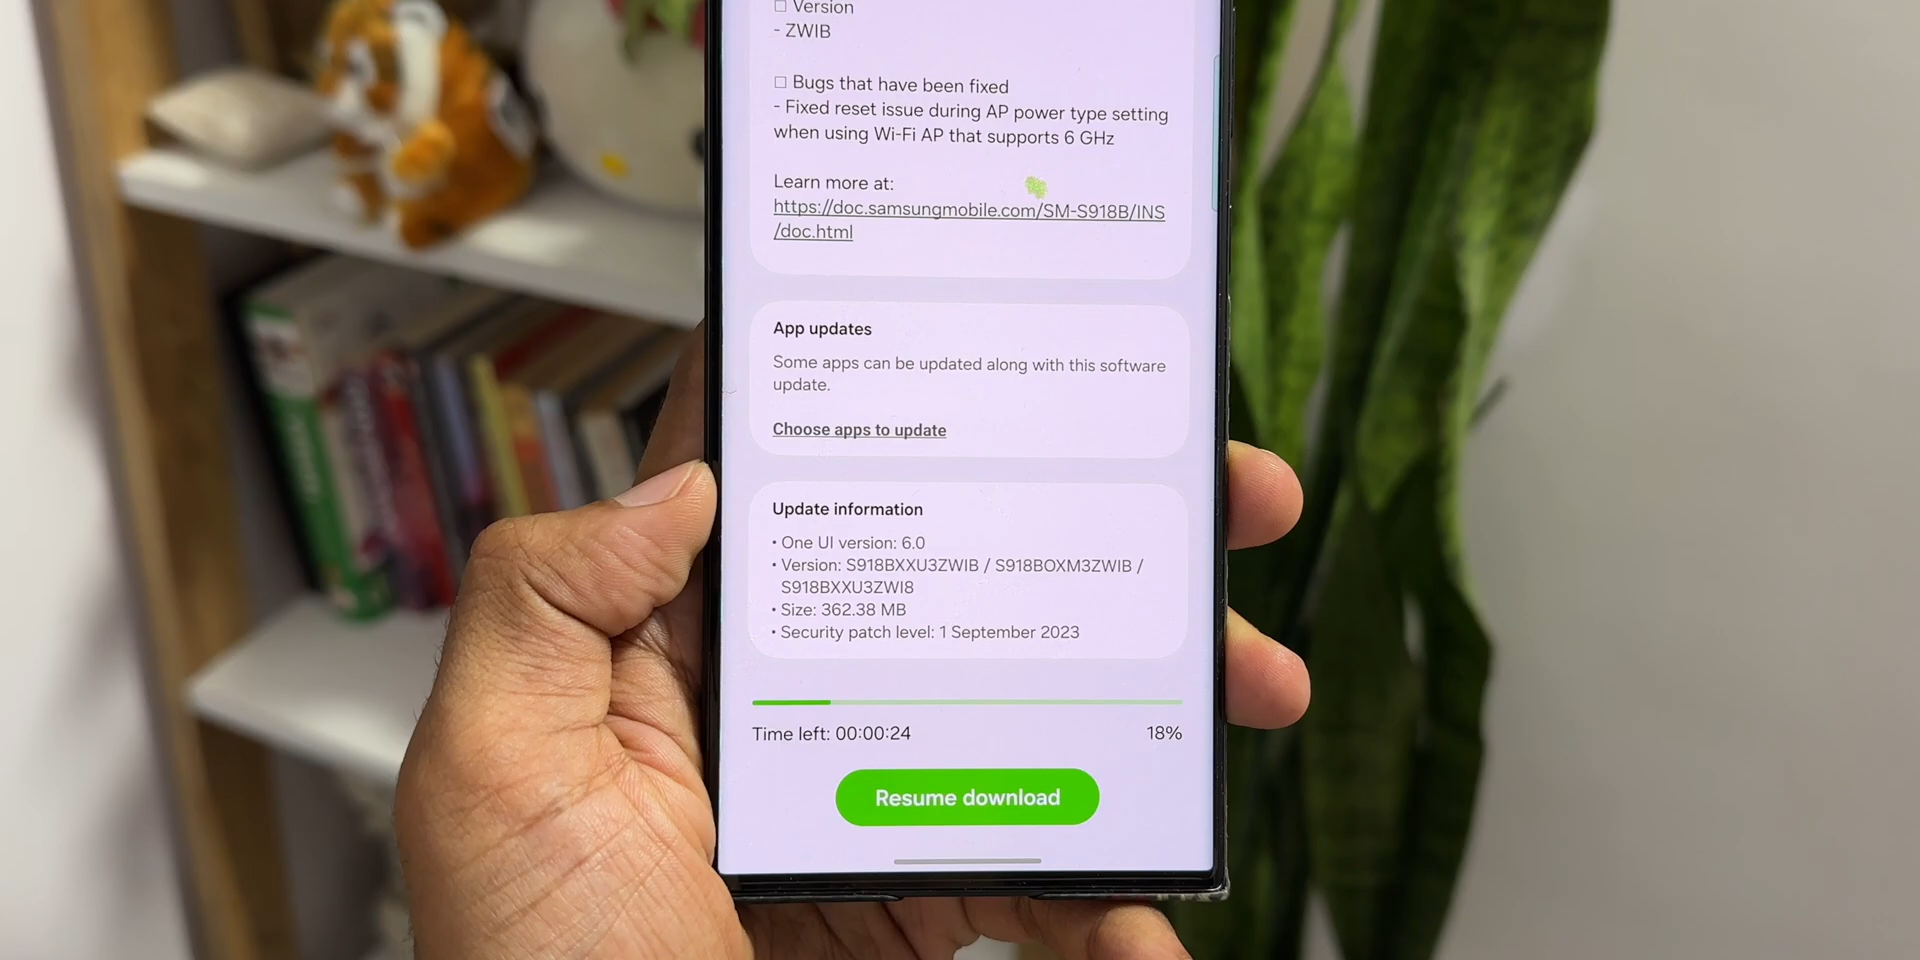 □ Version
- ZWIB
□ Bugs that have been fixed
- Fixed reset issue during AP power type setting
when using Wi-Fi AP that supports 6 GHz
Learn more at:
https://doc.samsungmobile.com/SM-S918B/INS
/doc.html
App updates
Some apps can be updated along with this software
update.
Choose apps to update
Update information
• One UI version: 6.0
• Version: S918BXXU3ZWIB / S918BOXM3ZWIB /
S918BXXU3ZWI8
• Size: 362.38 MB
• Security patch level: 1 September 2023
Time left: 00:00:24
18%
Resume download